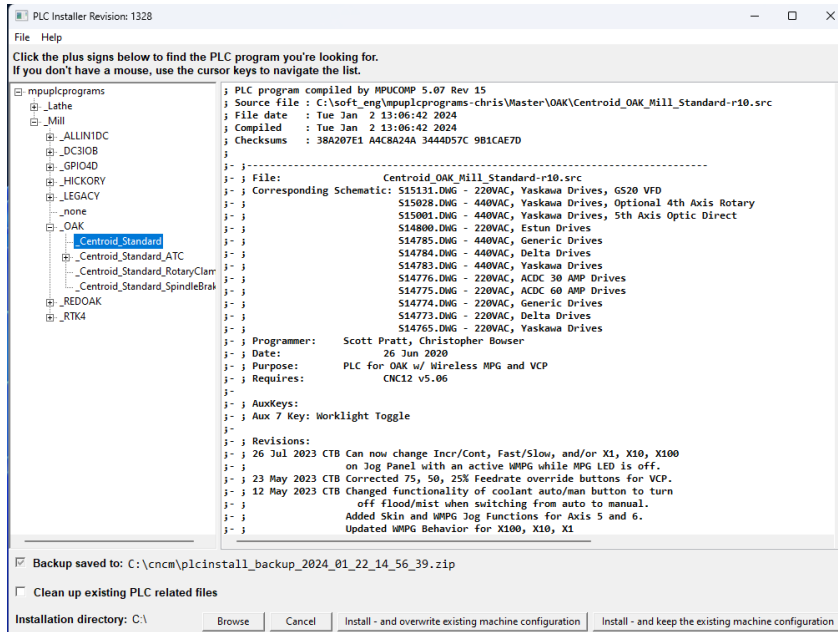 PLC Installer Revision: 1328
File Help
Click the plus signs below to find the PLC program you're looking for.
If you don't have a mouse, use the cursor keys to navigate the list.
mpuplcprograms
_Lathe
_Mill
_ALLIN1DC
_DC3IOB
_GPIO4D
_HICKORY
_LEGACY
_none
_OAK
_Centroid_Standard
_Centroid_Standard_ATC
_Centroid_Standard_RotaryClam
_Centroid_Standard_SpindleBrak
_REDOAK
_RTK4
; PLC program compiled by MPUCOMP 5.07 Rev 15
; Source file : C:\soft_eng\mpuplcprograms-chris\Master\OAK\Centroid_OAK_Mill_Standard-r10.src
; File date : Tue Jan 2 13:06:42 2024
; Compiled : Tue Jan 2 13:06:42 2024
; Checksums : 38A207E1 A4C8A24A 3444D57C 9B1CAE7D
;
;- ;------------------------------------------------------------------------
;- ; File: Centroid_OAK_Mill_Standard-r10.src
;- ; Corresponding Schematic: S15131.DWG - 220VAC, Yaskawa Drives, GS20 VFD
;- ; S15028.DWG - 440VAC, Yaskawa Drives, Optional 4th Axis Rotary
;- ; S15001.DWG - 440VAC, Yaskawa Drives, 5th Axis Optic Direct
;- ; S14800.DWG - 220VAC, Estun Drives
;- ; S14785.DWG - 440VAC, Generic Drives
;- ; S14784.DWG - 440VAC, Delta Drives
;- ; S14783.DWG - 440VAC, Yaskawa Drives
;- ; S14776.DWG - 220VAC, ACDC 30 AMP Drives
;- ; S14775.DWG - 220VAC, ACDC 60 AMP Drives
;- ; S14774.DWG - 220VAC, Generic Drives
;- ; S14773.DWG - 220VAC, Delta Drives
;- ; S14765.DWG - 220VAC, Yaskawa Drives
;- ; Programmer: Scott Pratt, Christopher Bowser
;- ; Date: 26 Jun 2020
;- ; Purpose: PLC for OAK w/ Wireless MPG and VCP
;- ; Requires: CNC12 v5.06
;-
;- ; AuxKeys:
;- ; Aux 7 Key: Worklight Toggle
;-
;- ; Revisions:
;- ; 26 Jul 2023 CTB Can now change Incr/Cont, Fast/Slow, and/or X1, X10, X100
;- ; on Jog Panel with an active WMPG while MPG LED is off.
;- ; 23 May 2023 CTB Corrected 75, 50, 25% Feedrate override buttons for VCP.
;- ; 12 May 2023 CTB Changed functionality of coolant auto/man button to turn
;- ; off flood/mist when switching from auto to manual.
;- ; Added Skin and WMPG Jog Functions for Axis 5 and 6.
;- ; Updated WMPG Behavior for X100, X10, X1
Backup saved to: C:\cncm\plcinstall_backup_2024_01_22_14_56_39.zip
Clean up existing PLC related files
Installation directory: C:\ Browse Cancel Install - and overwrite existing machine configuration Install - and keep the existing machine configuration